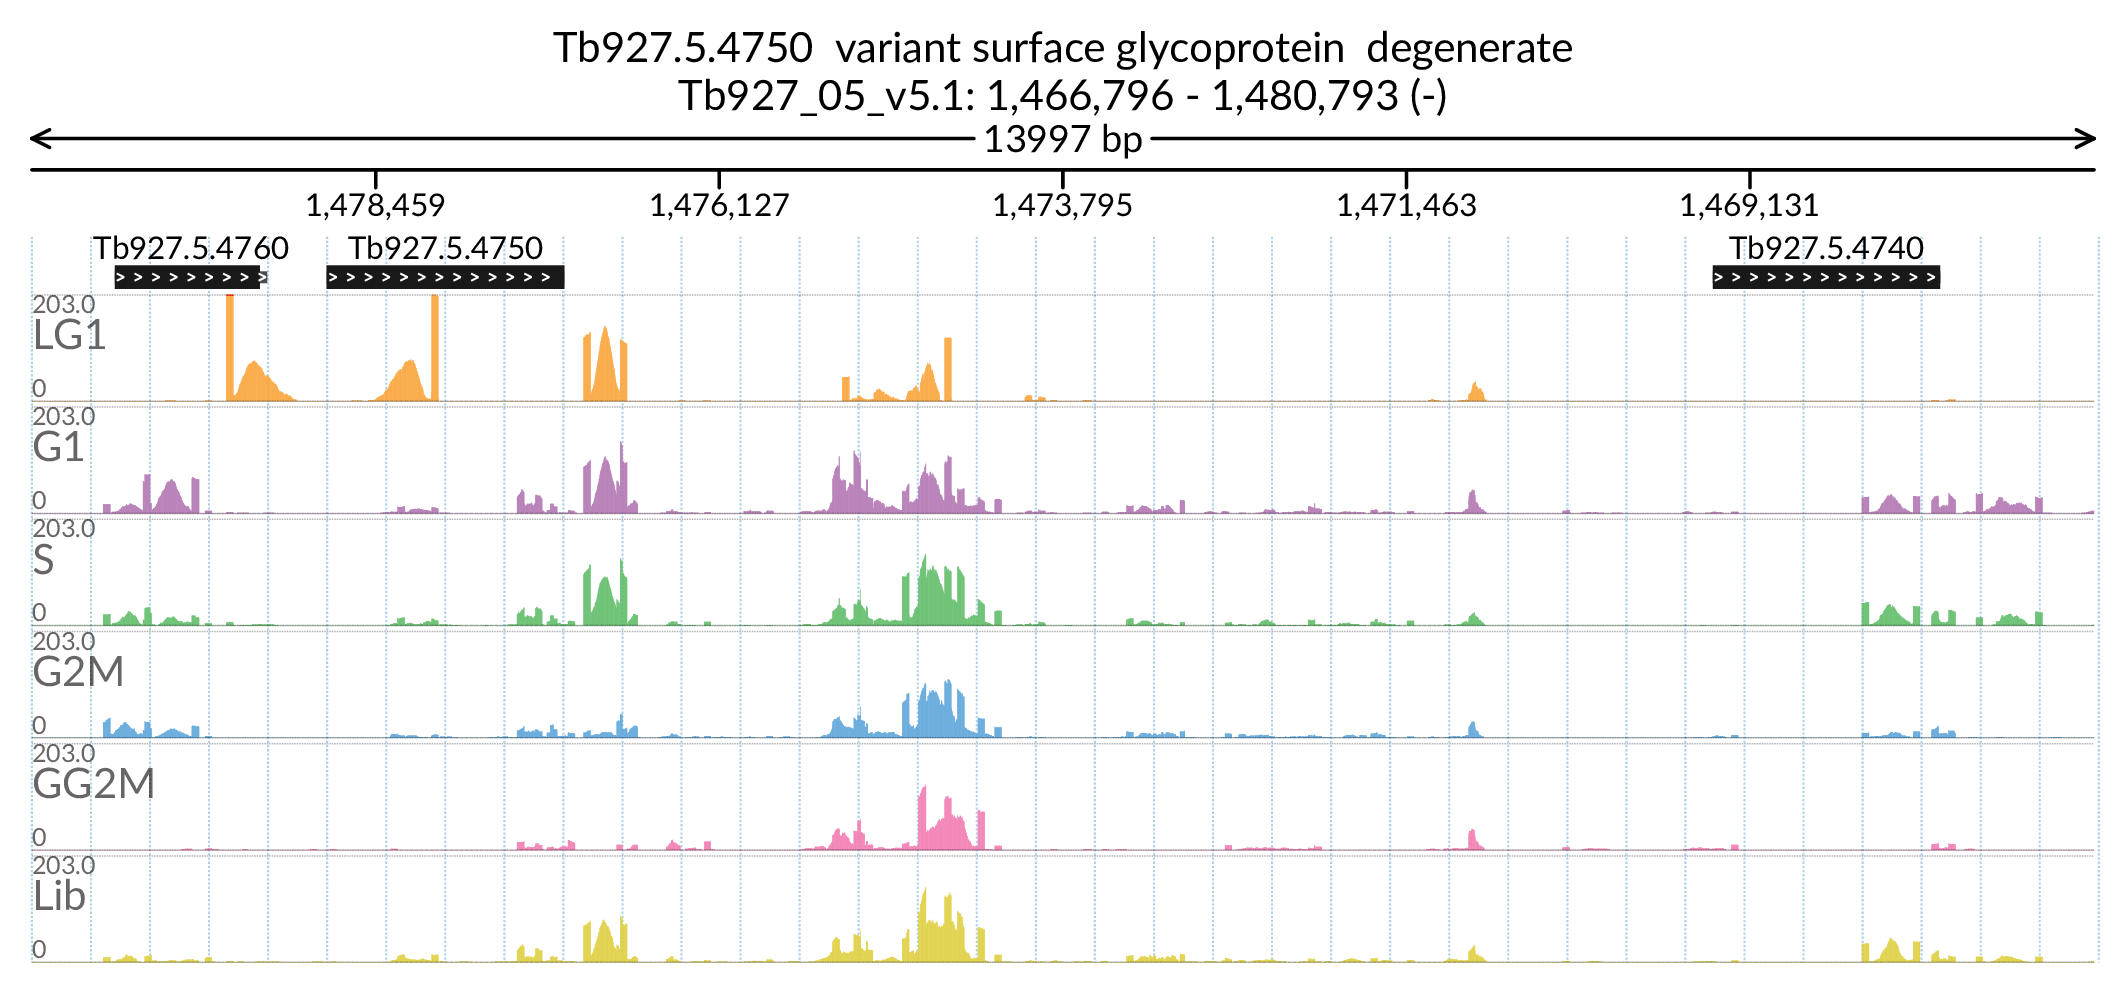 Tb927.5.4750 variant surface glycoprotein degenerate
Tb927_05_v5.1: 1,466,796 - 1,480,793 (-)
13997 bp
1,478,459 1,476,127 1,473,795 1,471,463 1,469,131
Tb927.5.4760 Tb927.5.4750 Tb927.5.4740
203.0
LG1
0
203.0
G1
0
203.0
S
0
203.0
G2M
0
203.0
GG2M
0
203.0
Lib
0